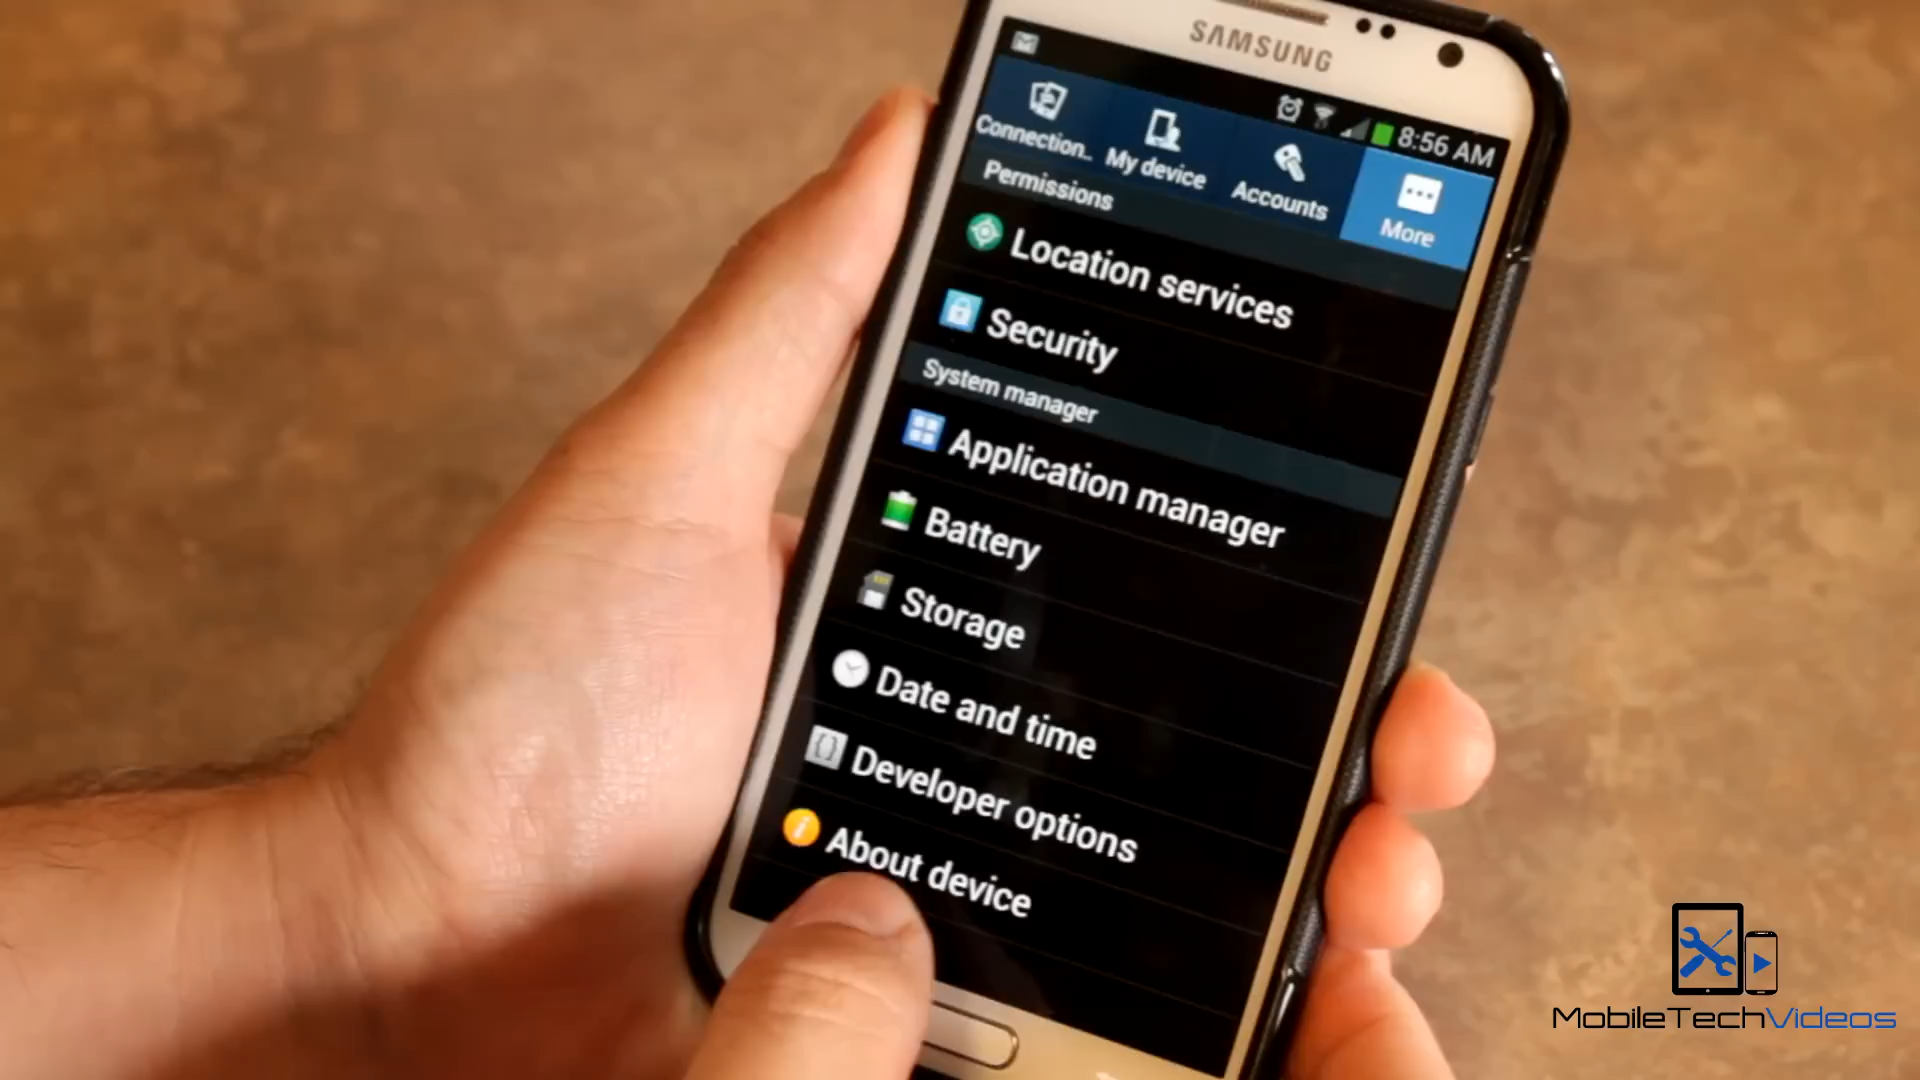 SAMSUNG
8:56 AM
Connection..
My device
Accounts
More
Permissions
Location services
Security
System manager
Application manager
Battery
Storage
Date and time
Developer options
About device
MobileTechVideos